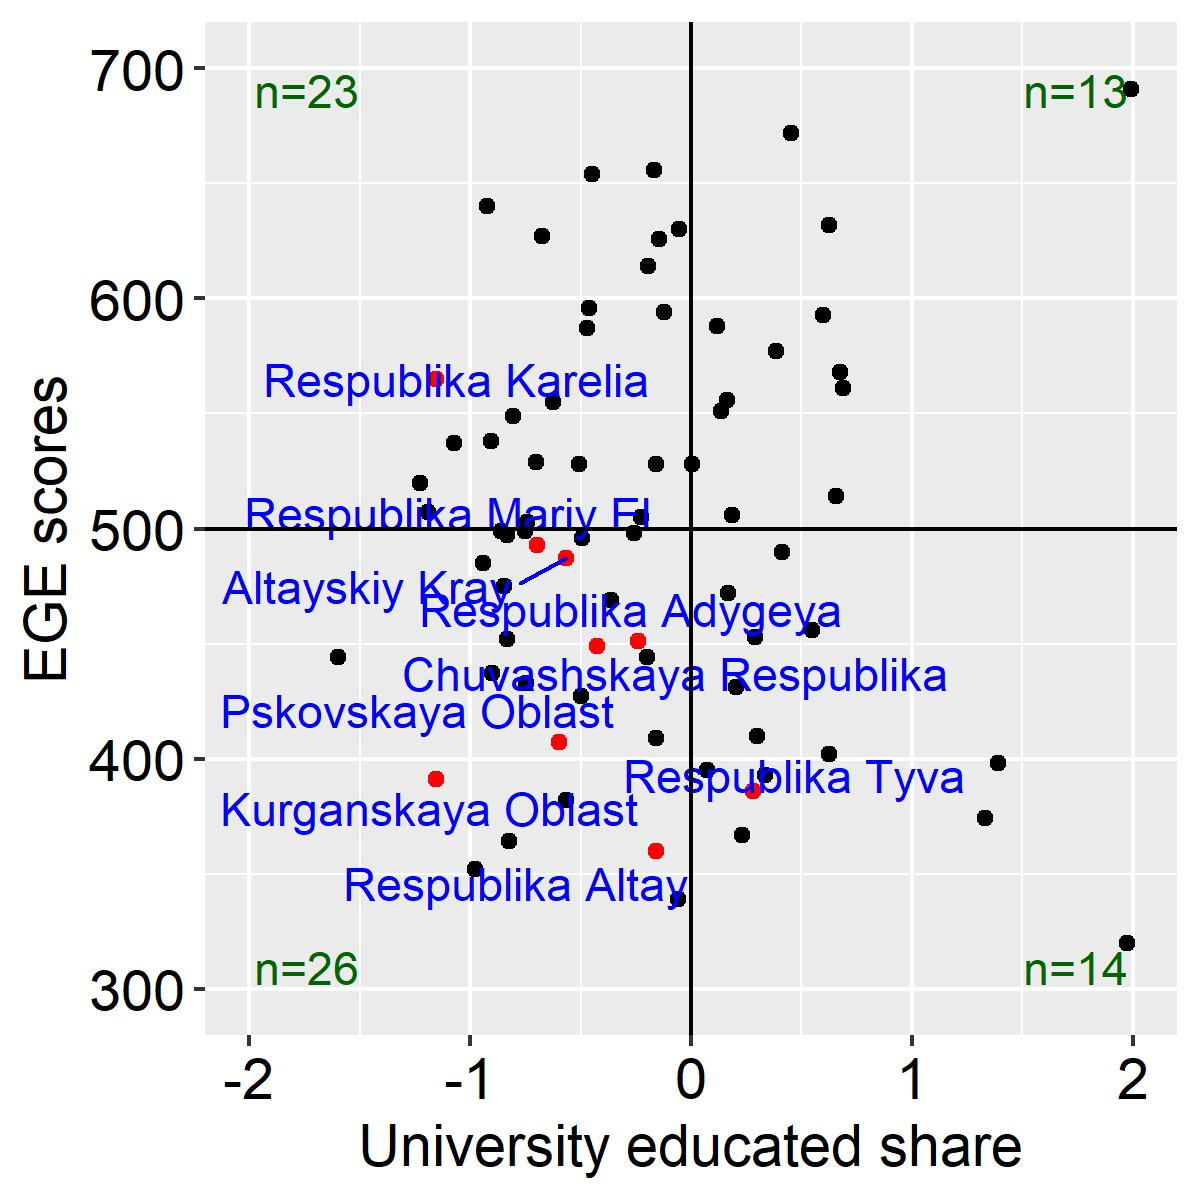 700
n=23
n=13
600
Respublika Karelia
EGE scores
Respublika Mariy El
500
Altayskiy Kray
Respublika Adygeya
Chuvashskaya Respublika
Pskovskaya Oblast
400
Respublika Tyva
Kurganskaya Oblast
Respublika Altay
n=26
n=14
300
-2
-1
0
1
2
University educated share